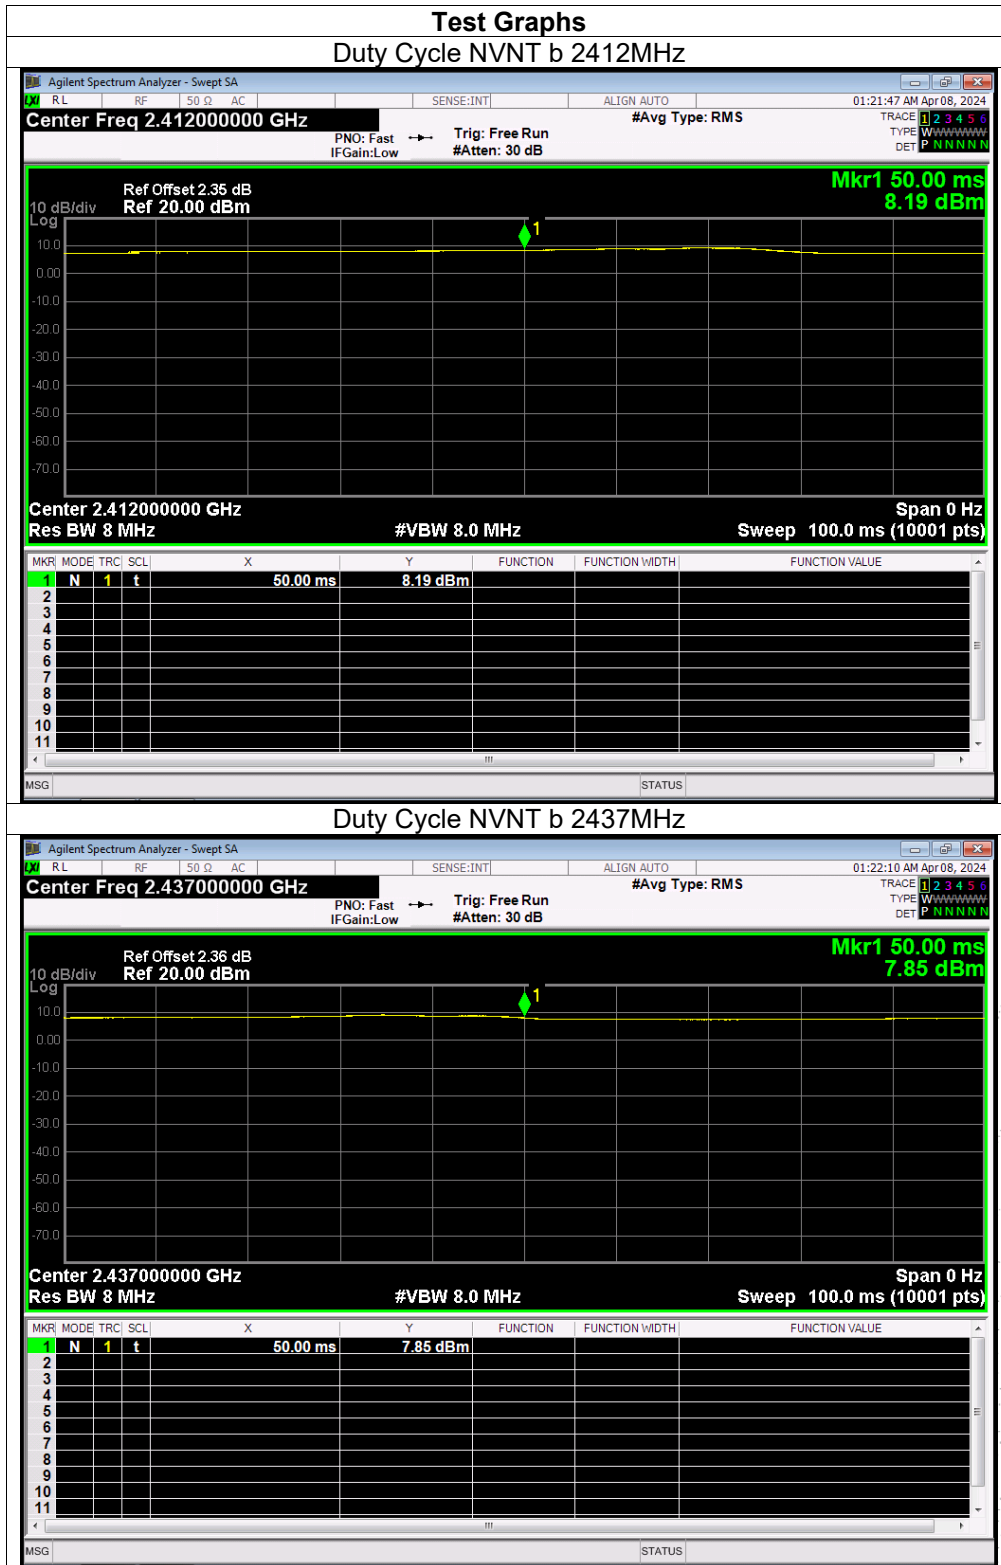 Test Graphs
Duty Cycle NVNT b 2412MHz
Agilent Spectrum Analyzer - Swept SA
LXI RL RF 50 Ω AC SENSE:INT ALIGN AUTO 01:21:47 AM Apr 08, 2024
Center Freq 2.412000000 GHz #Avg Type: RMS TRACE 1 2 3 4 5 6
PNO: Fast Trig: Free Run TYPE WWWWWW
IFGain:Low #Atten: 30 dB DET P N N N N N
Mkr1 50.00 ms
Ref Offset 2.35 dB
10 dB/div Ref 20.00 dBm 8.19 dBm
Log
1
10.0
0.00
-10.0
-20.0
-30.0
-40.0
-50.0
-60.0
-70.0
Center 2.412000000 GHz Span 0 Hz
Res BW 8 MHz #VBW 8.0 MHz Sweep 100.0 ms (10001 pts)
MKR MODE TRC SCL X Y FUNCTION FUNCTION WIDTH FUNCTION VALUE
1 N 1 t 50.00 ms 8.19 dBm
2
3
4
5
6
7
8
9
10
11
MSG STATUS
Duty Cycle NVNT b 2437MHz
Agilent Spectrum Analyzer - Swept SA
LXI RL RF 50 Ω AC SENSE:INT ALIGN AUTO 01:22:10 AM Apr 08, 2024
Center Freq 2.437000000 GHz #Avg Type: RMS TRACE 1 2 3 4 5 6
PNO: Fast Trig: Free Run TYPE WWWWWW
IFGain:Low #Atten: 30 dB DET P N N N N N
Mkr1 50.00 ms
Ref Offset 2.36 dB
10 dB/div Ref 20.00 dBm 7.85 dBm
Log
1
10.0
0.00
-10.0
-20.0
-30.0
-40.0
-50.0
-60.0
-70.0
Center 2.437000000 GHz Span 0 Hz
Res BW 8 MHz #VBW 8.0 MHz Sweep 100.0 ms (10001 pts)
MKR MODE TRC SCL X Y FUNCTION FUNCTION WIDTH FUNCTION VALUE
1 N 1 t 50.00 ms 7.85 dBm
2
3
4
5
6
7
8
9
10
11
MSG STATUS